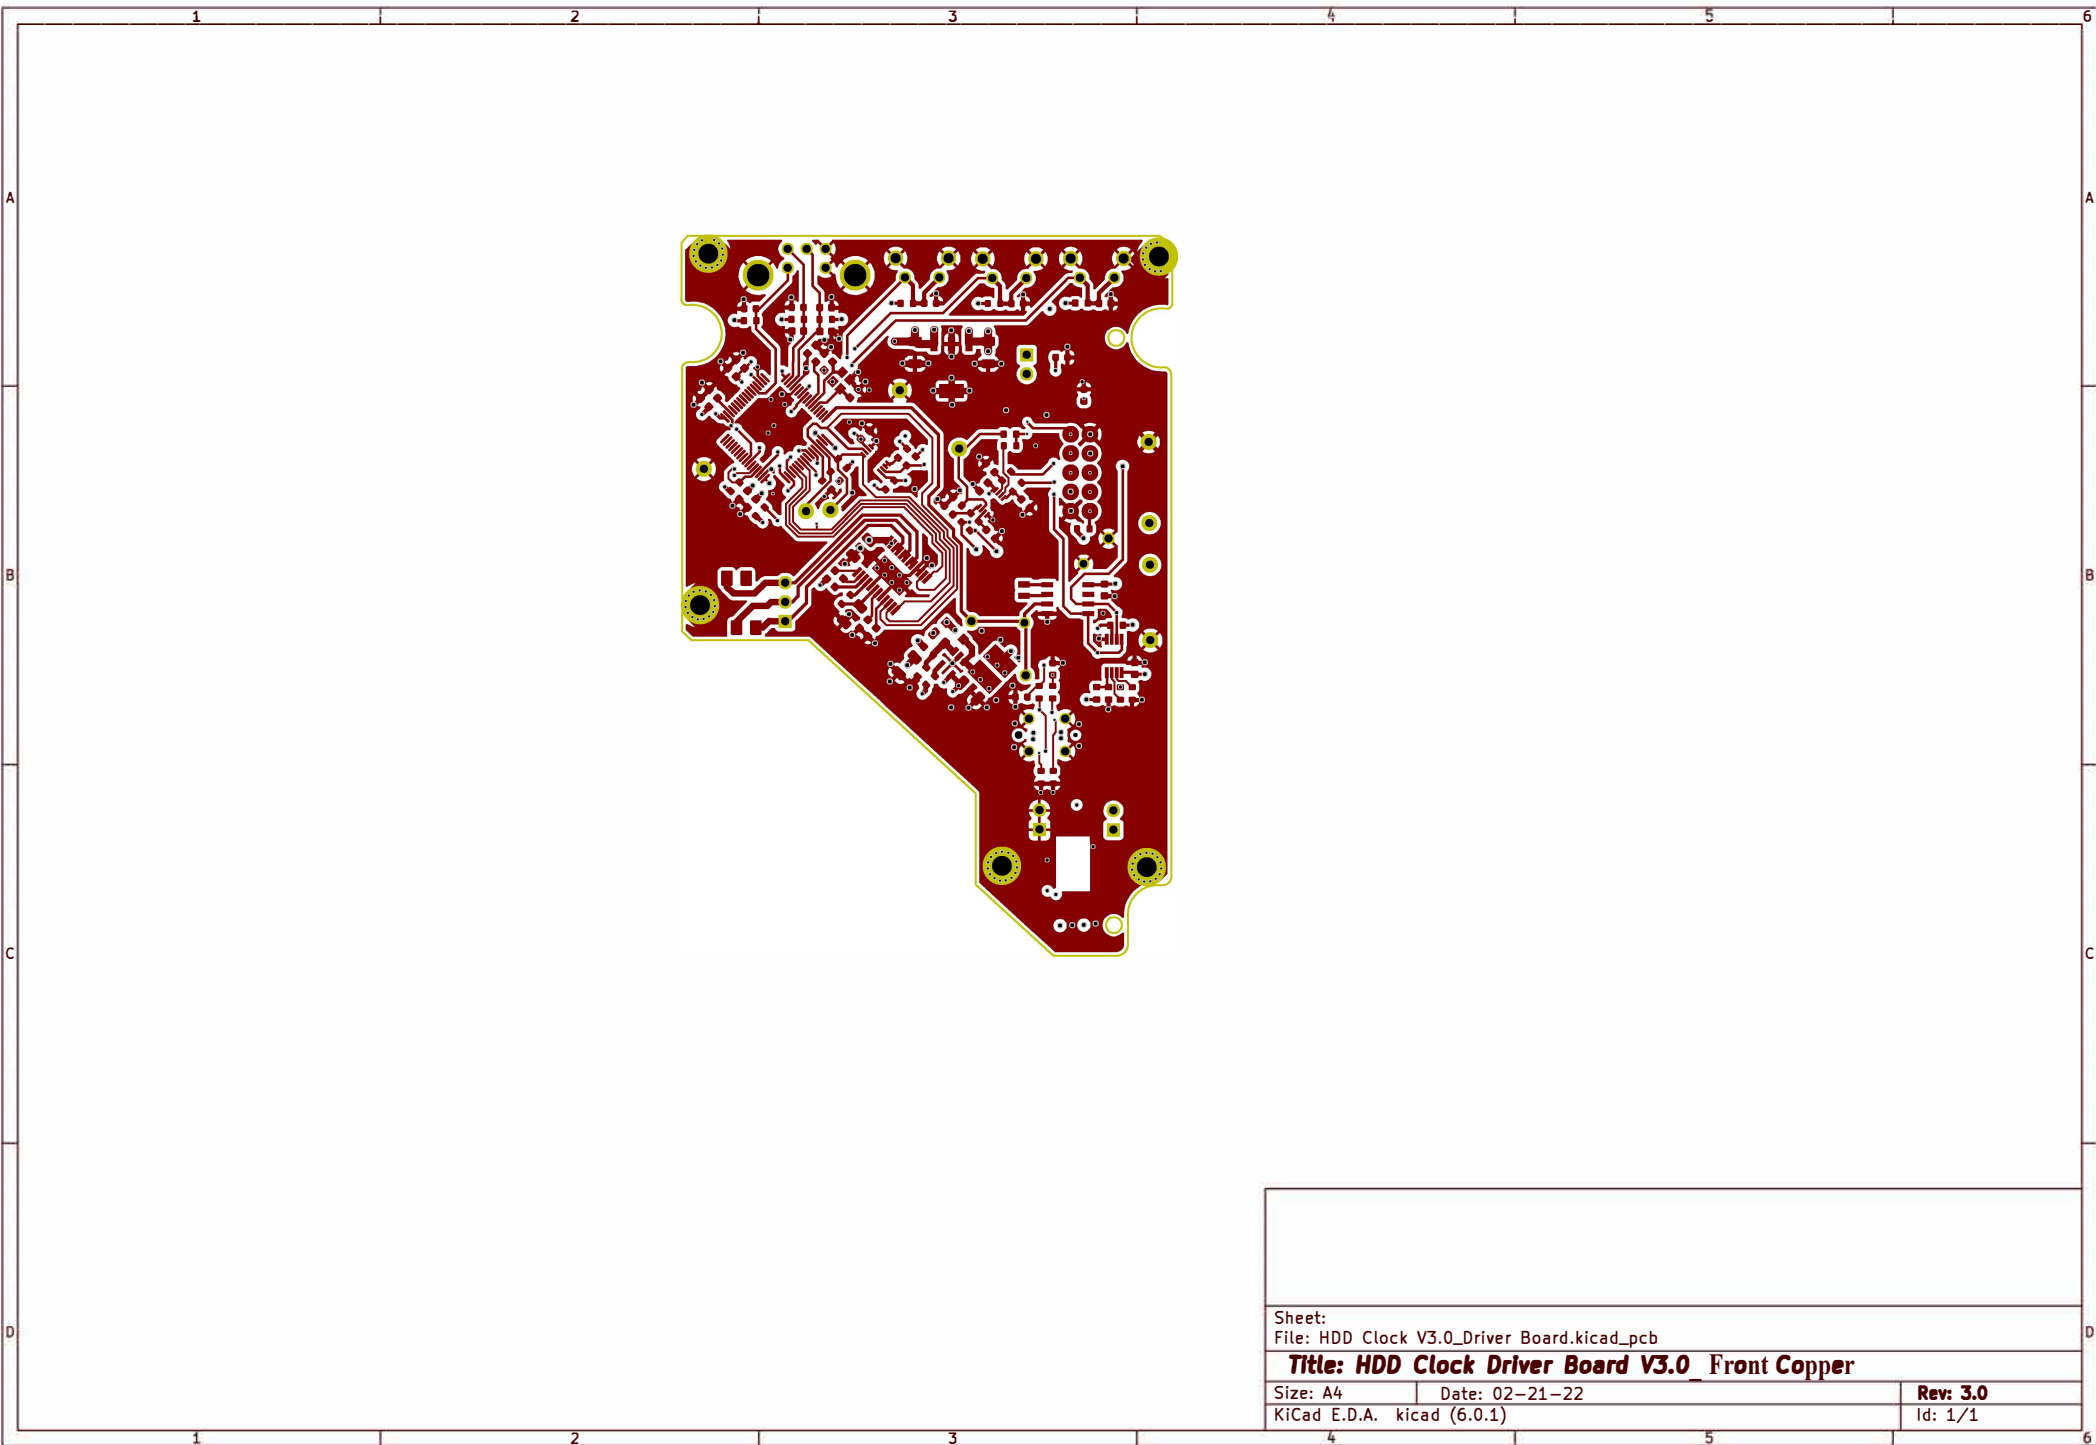 1 2 3 4 5 6
A A
B B
C C
D D
Sheet:
File: HDD Clock V3.0_Driver Board.kicad_pcb
Title: HDD Clock Driver Board V3.0_ Front Copper
Size: A4 Date: 02-21-22 Rev: 3.0
KiCad E.D.A. kicad (6.0.1) Id: 1/1
1 2 3 4 5 6